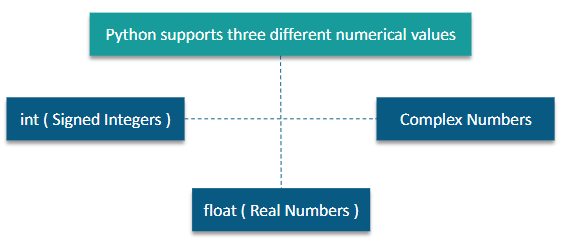 Python supports three different numerical values
int ( Signed Integers )
Complex Numbers
float ( Real Numbers )